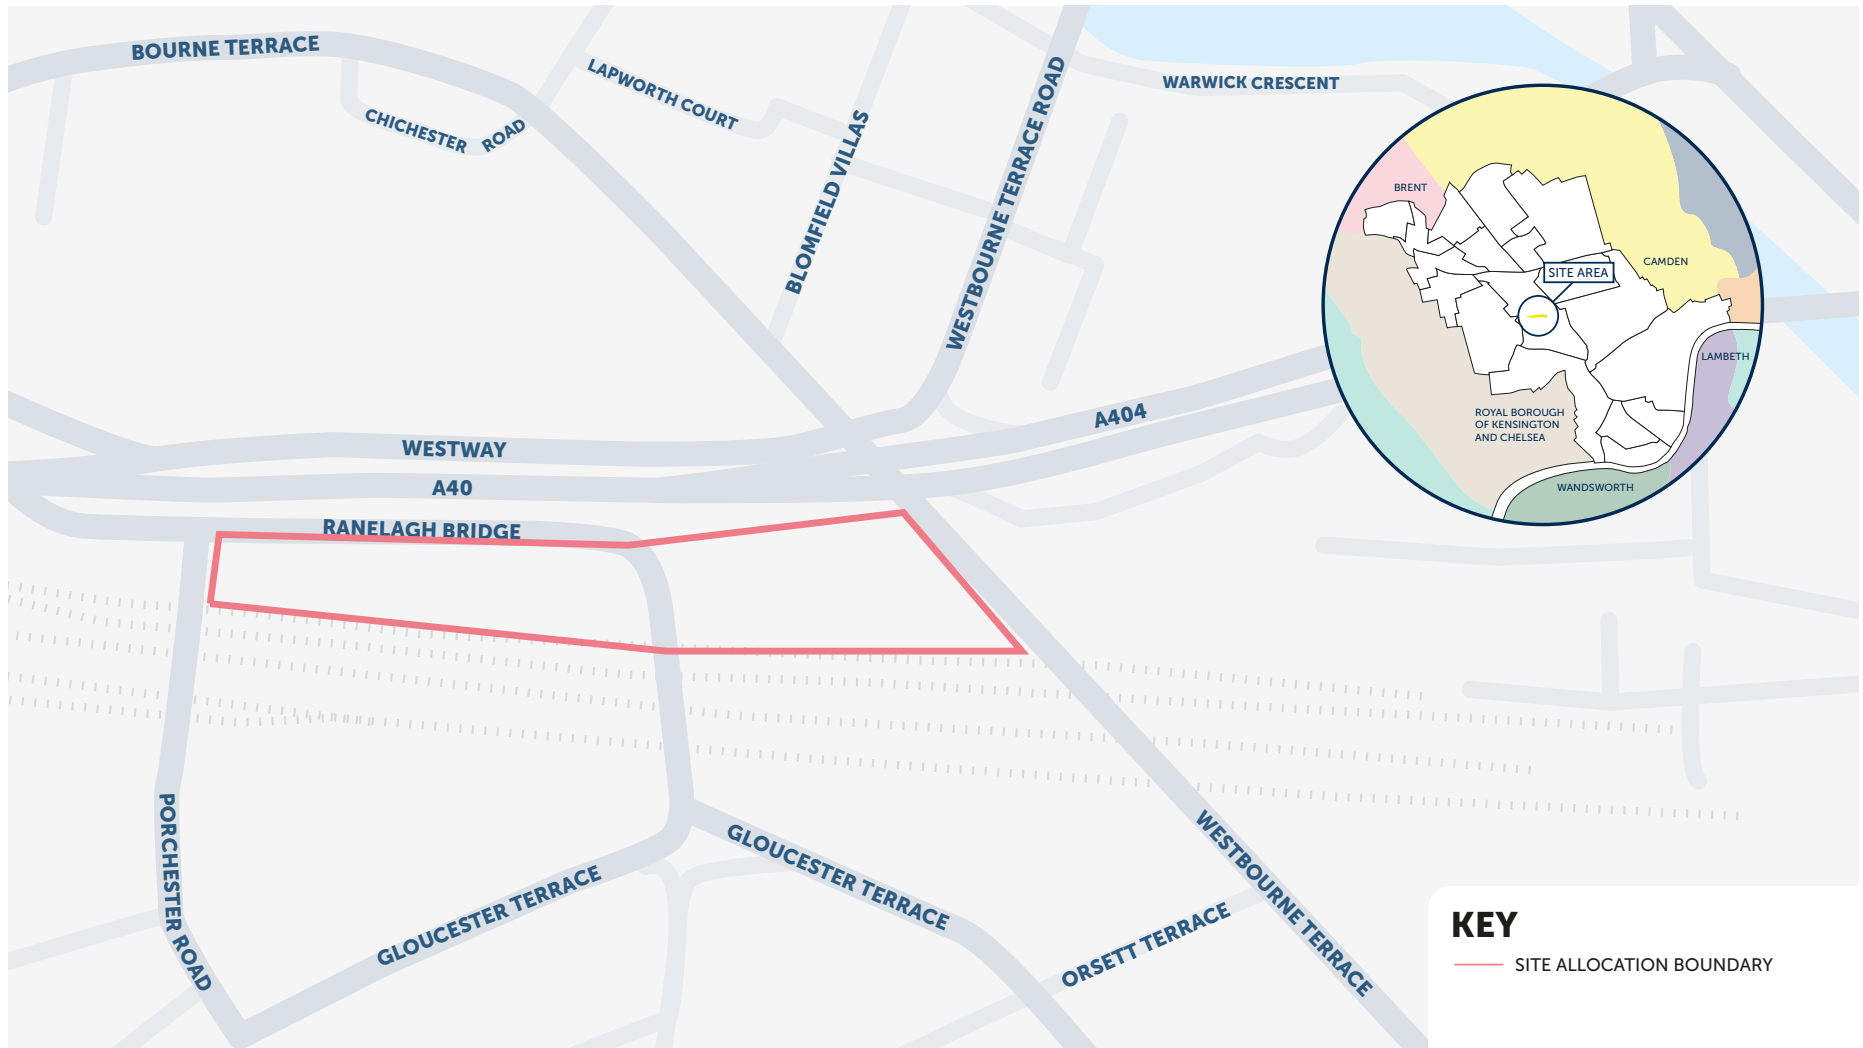 BOURNE TERRACE
CHICHESTER ROAD
LAPWORTH COURT
BLOMFIELD VILLAS
WESTBOURNE TERRACE ROAD
WARWICK CRESCENT
BRENT
CAMDEN
SITE AREA
LAMBETH
ROYAL BOROUGH
OF KENSINGTON
AND CHELSEA
WANDSWORTH
WESTWAY
A404
A40
RANELAGH BRIDGE
PORCHESTER ROAD
GLOUCESTER TERRACE
GLOUCESTER TERRACE
ORSETT TERRACE
WESTBOURNE TERRACE
KEY
SITE ALLOCATION BOUNDARY